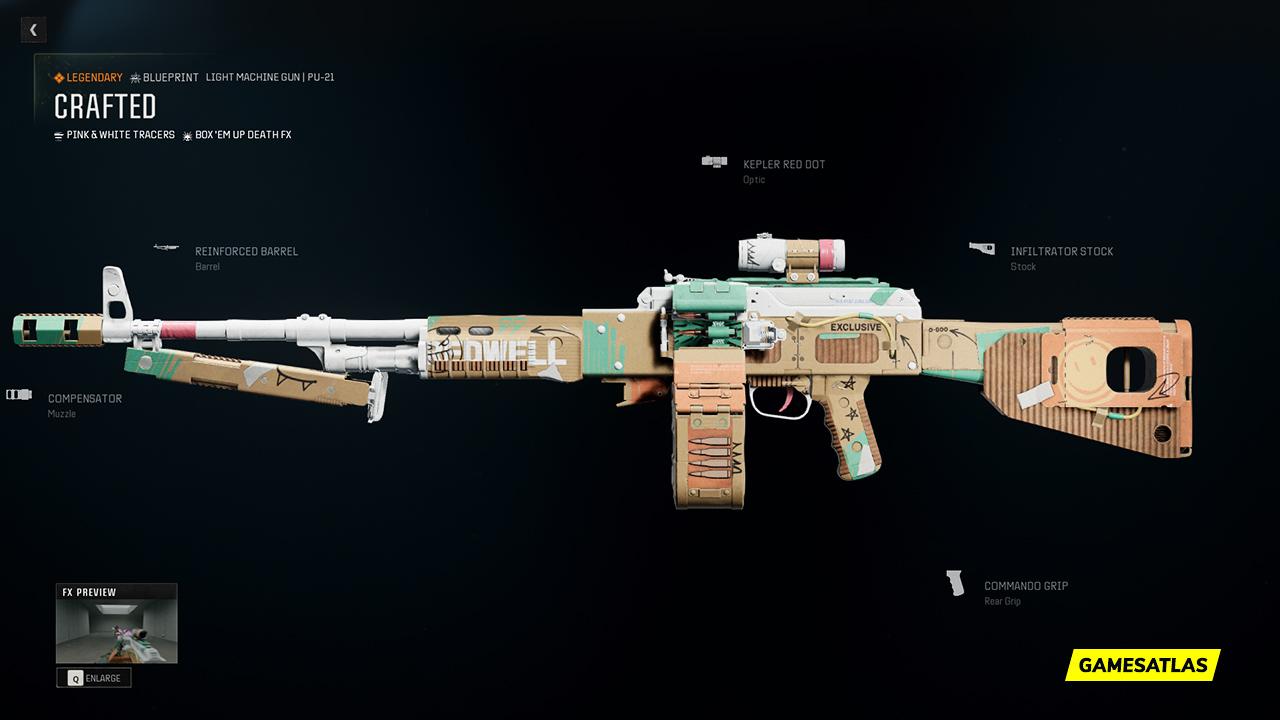 LEGENDARY BLUEPRINT LIGHT MACHINE GUN | PU-21
CRAFTED
PINK & WHITE TRACERS BOX 'EM UP DEATH FX
KEPLER RED DOT
Optic
REINFORCED BARREL
Barrel
INFILTRATOR STOCK
Stock
EXCLUSIVE
COMPENSATOR
Muzzle
COMMANDO GRIP
Rear Grip
FX PREVIEW
Q ENLARGE
GAMESATLAS